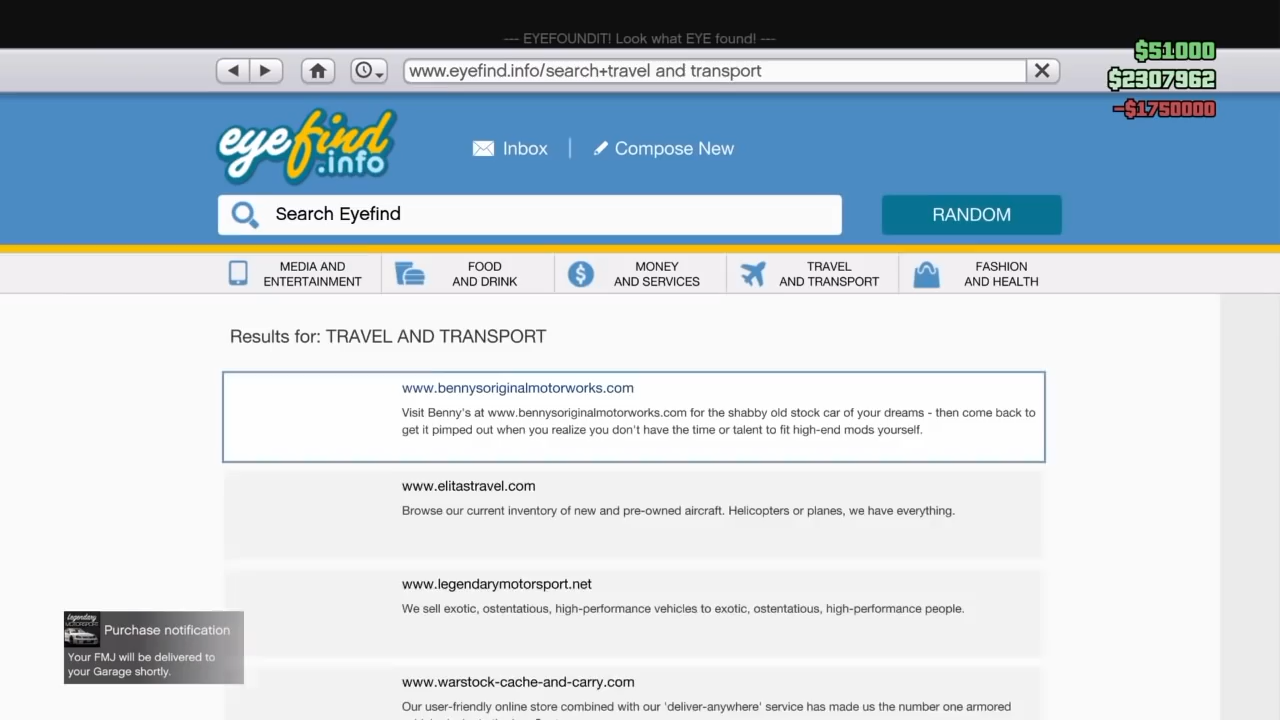 --- EYEFOUNDIT! Look what EYE found! ---
www.eyefind.info/search+travel and transport
$51000
$2307962
-$1750000
eyefind
.info
Inbox
Compose New
Search Eyefind
RANDOM
MEDIA AND
ENTERTAINMENT
FOOD
AND DRINK
MONEY
AND SERVICES
TRAVEL
AND TRANSPORT
FASHION
AND HEALTH
Results for: TRAVEL AND TRANSPORT
www.bennysoriginalmotorworks.com
Visit Benny's at www.bennysoriginalmotorworks.com for the shabby old stock car of your dreams - then come back to
get it pimped out when you realize you don't have the time or talent to fit high-end mods yourself.
www.elitastravel.com
Browse our current inventory of new and pre-owned aircraft. Helicopters or planes, we have everything.
www.legendarymotorsport.net
We sell exotic, ostentatious, high-performance vehicles to exotic, ostentatious, high-performance people.
Legendary
MOTORSPORT
Purchase notification
Your FMJ will be delivered to
your Garage shortly.
www.warstock-cache-and-carry.com
Our user-friendly online store combined with our 'deliver-anywhere' service has made us the number one armored